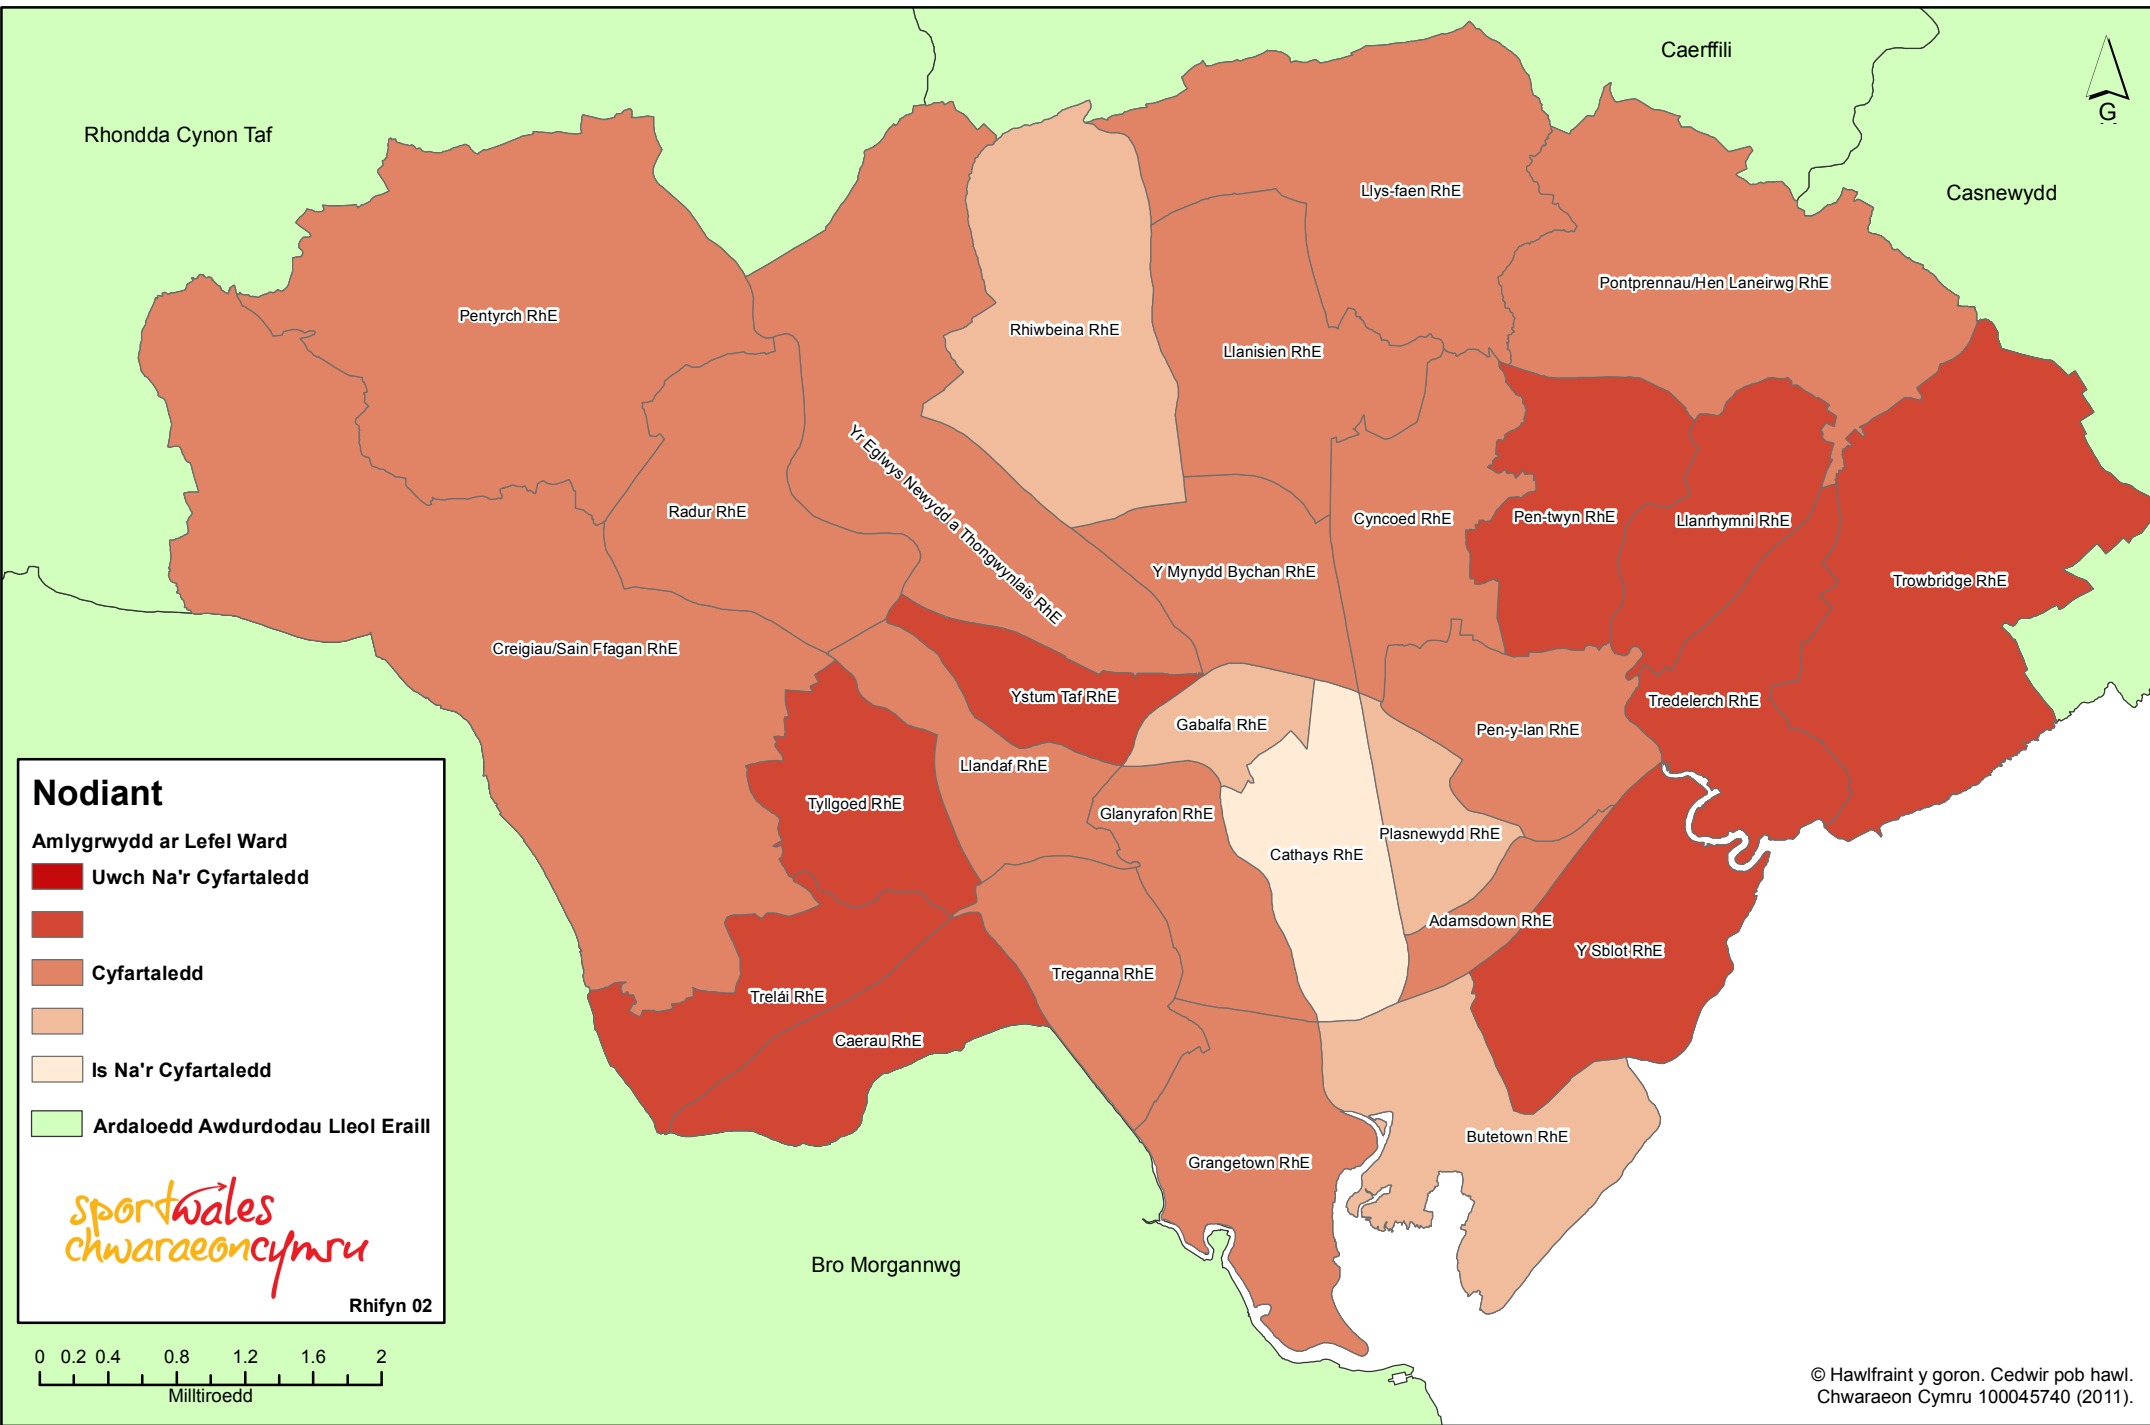 Caerffili
G
Rhondda Cynon Taf
Casnewydd
Llys-faen RhE
Pontprennau/Hen Laneirwg RhE
Pentyrch RhE
Rhiwbeina RhE
Llanisien RhE
Yr Eglwys Newydd a Thongwynlais RhE
Radur RhE
Cyncoed RhE
Pen-twyn RhE
Llanrhymni RhE
Y Mynydd Bychan RhE
Trowbridge RhE
Creigiau/Sain Ffagan RhE
Ystum Taf RhE
Tredelerch RhE
Gabalfa RhE
Pen-y-lan RhE
Llandaf RhE
Tyllgoed RhE
Glanyrafon RhE
Plasnewydd RhE
Cathays RhE
Adamsdown RhE
Y Sblot RhE
Treganna RhE
Trelái RhE
Caerau RhE
Butetown RhE
Grangetown RhE
Bro Morgannwg
Nodiant
Amlygrwydd ar Lefel Ward
Uwch Na'r Cyfartaledd
Cyfartaledd
Is Na'r Cyfartaledd
Ardaloedd Awdurdodau Lleol Eraill
sportwales
chwaraeoncymru
Rhifyn 02
0 0.2 0.4 0.8 1.2 1.6 2
Milltiroedd
© Hawlfraint y goron. Cedwir pob hawl.
Chwaraeon Cymru 100045740 (2011).